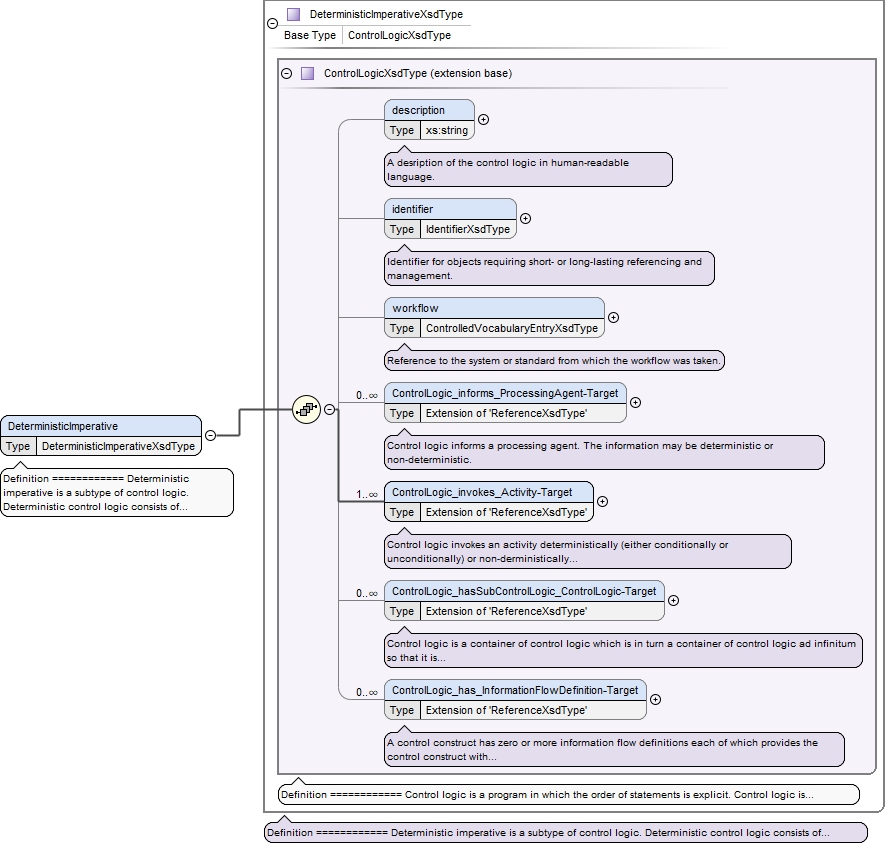 DeterministicImperativeXsdType
Base Type ControlLogicXsdType
ControlLogicXsdType (extension base)
description
Type xs:string
A desription of the control logic in human-readable
language.
identifier
Type IdentifierXsdType
Identifier for objects requiring short- or long-lasting referencing and
management.
workflow
Type ControlledVocabularyEntryXsdType
Reference to the system or standard from which the workflow was taken.
0..∞ ControlLogic_informs_ProcessingAgent-Target
Type Extension of 'ReferenceXsdType'
Control logic informs a processing agent. The information may be deterministic or
non-deterministic.
DeterministicImperative
Type DeterministicImperativeXsdType
Definition ============ Deterministic
imperative is a subtype of control logic.
Deterministic control logic consists of...
1..∞ ControlLogic_invokes_Activity-Target
Type Extension of 'ReferenceXsdType'
Control logic invokes an activity deterministically (either conditionally or
unconditionally) or non-derministically...
0..∞ ControlLogic_hasSubControlLogic_ControlLogic-Target
Type Extension of 'ReferenceXsdType'
Control logic is a container of control logic which is in turn a container of control logic ad infinitum
so that it is...
0..∞ ControlLogic_has_InformationFlowDefinition-Target
Type Extension of 'ReferenceXsdType'
A control construct has zero or more information flow definitions each of which provides the
control construct with...
Definition ============ Control logic is a program in which the order of statements is explicit. Control logic is...
Definition ============ Deterministic imperative is a subtype of control logic. Deterministic control logic consists of...